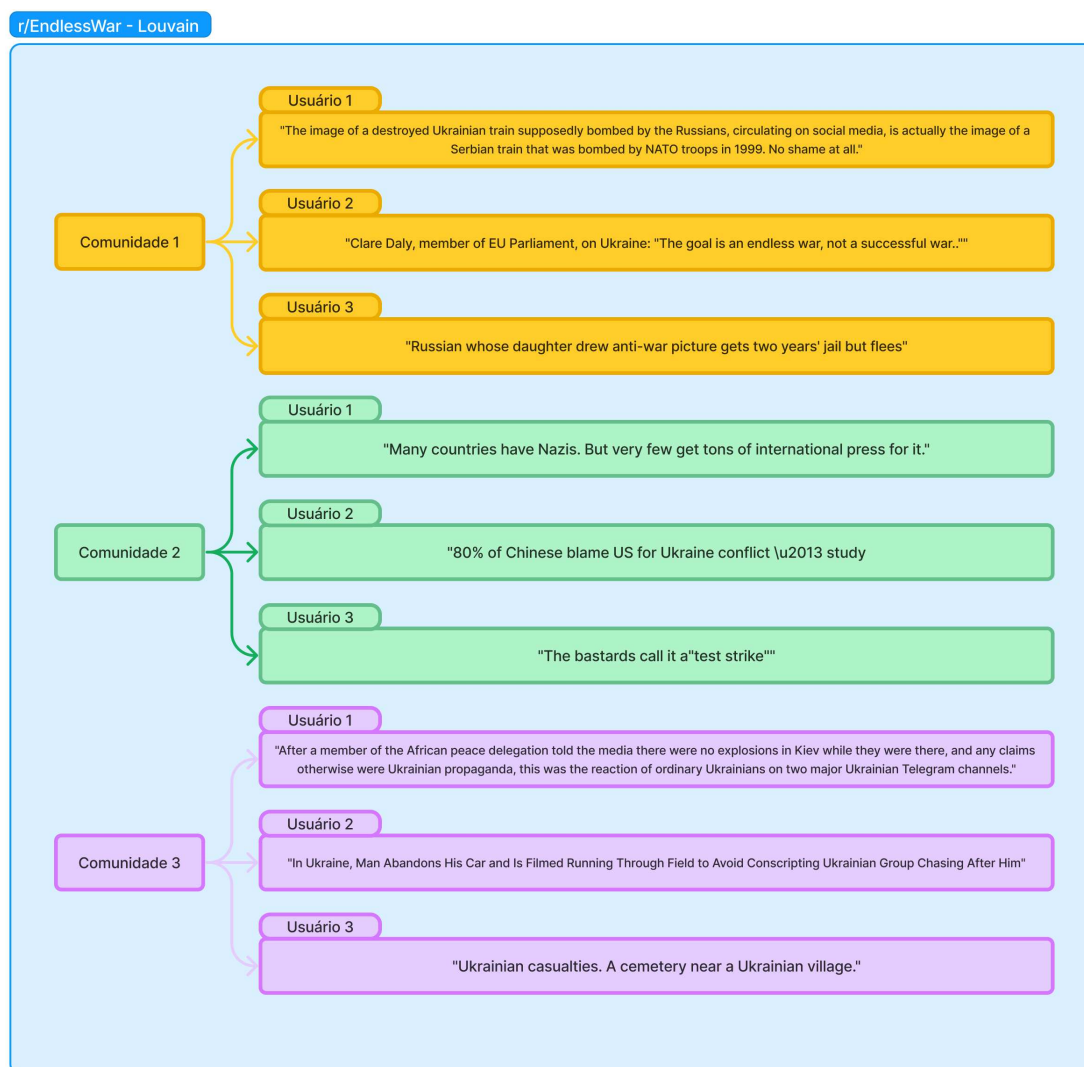 r/EndlessWar - Louvain
Comunidade 1
Usuário 1
"The image of a destroyed Ukrainian train supposedly bombed by the Russians, circulating on social media, is actually the image of a
Serbian train that was bombed by NATO troops in 1999. No shame at all."
Usuário 2
"Clare Daly, member of EU Parliament, on Ukraine: "The goal is an endless war, not a successful war..""
Usuário 3
"Russian whose daughter drew anti-war picture gets two years' jail but flees"
Comunidade 2
Usuário 1
"Many countries have Nazis. But very few get tons of international press for it."
Usuário 2
"80% of Chinese blame US for Ukraine conflict \u2013 study
Usuário 3
"The bastards call it a"test strike""
Comunidade 3
Usuário 1
"After a member of the African peace delegation told the media there were no explosions in Kiev while they were there, and any claims
otherwise were Ukrainian propaganda, this was the reaction of ordinary Ukrainians on two major Ukrainian Telegram channels."
Usuário 2
"In Ukraine, Man Abandons His Car and Is Filmed Running Through Field to Avoid Conscripting Ukrainian Group Chasing After Him"
Usuário 3
"Ukrainian casualties. A cemetery near a Ukrainian village."